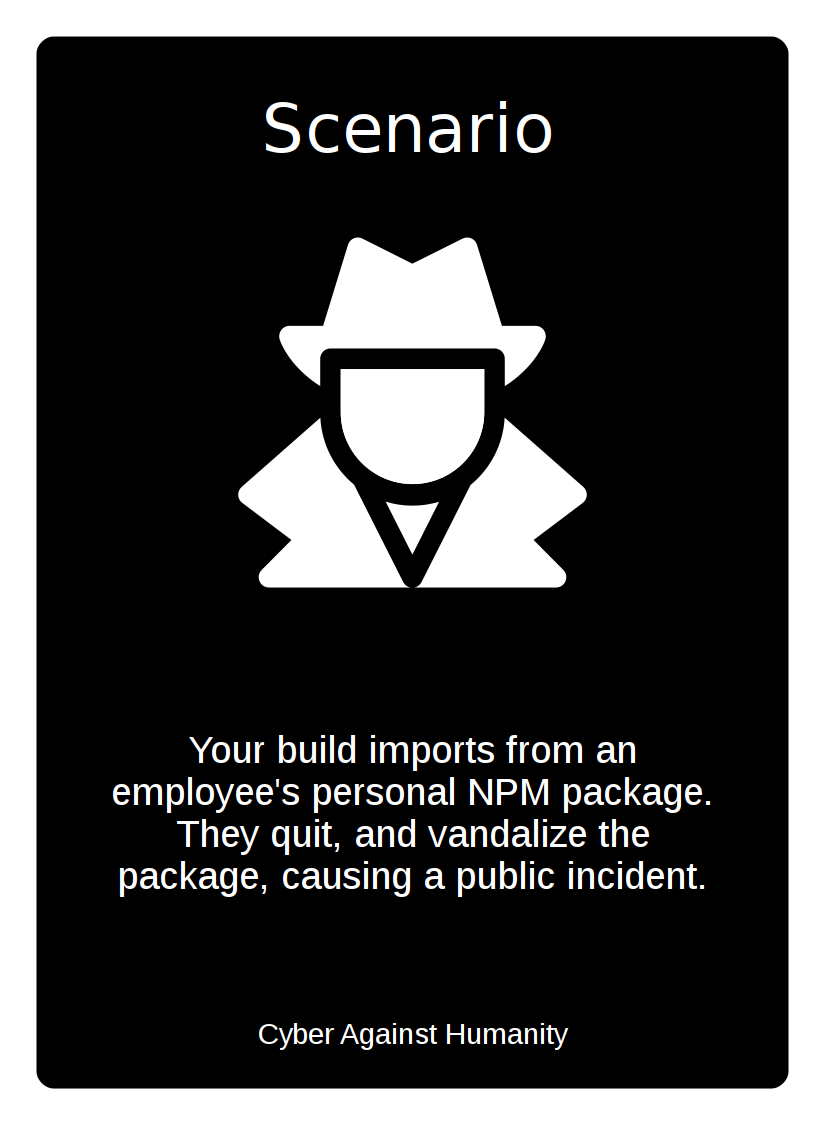 Scenario
Your build imports from an
employee's personal NPM package.
They quit, and vandalize the
package, causing a public incident.
Cyber Against Humanity